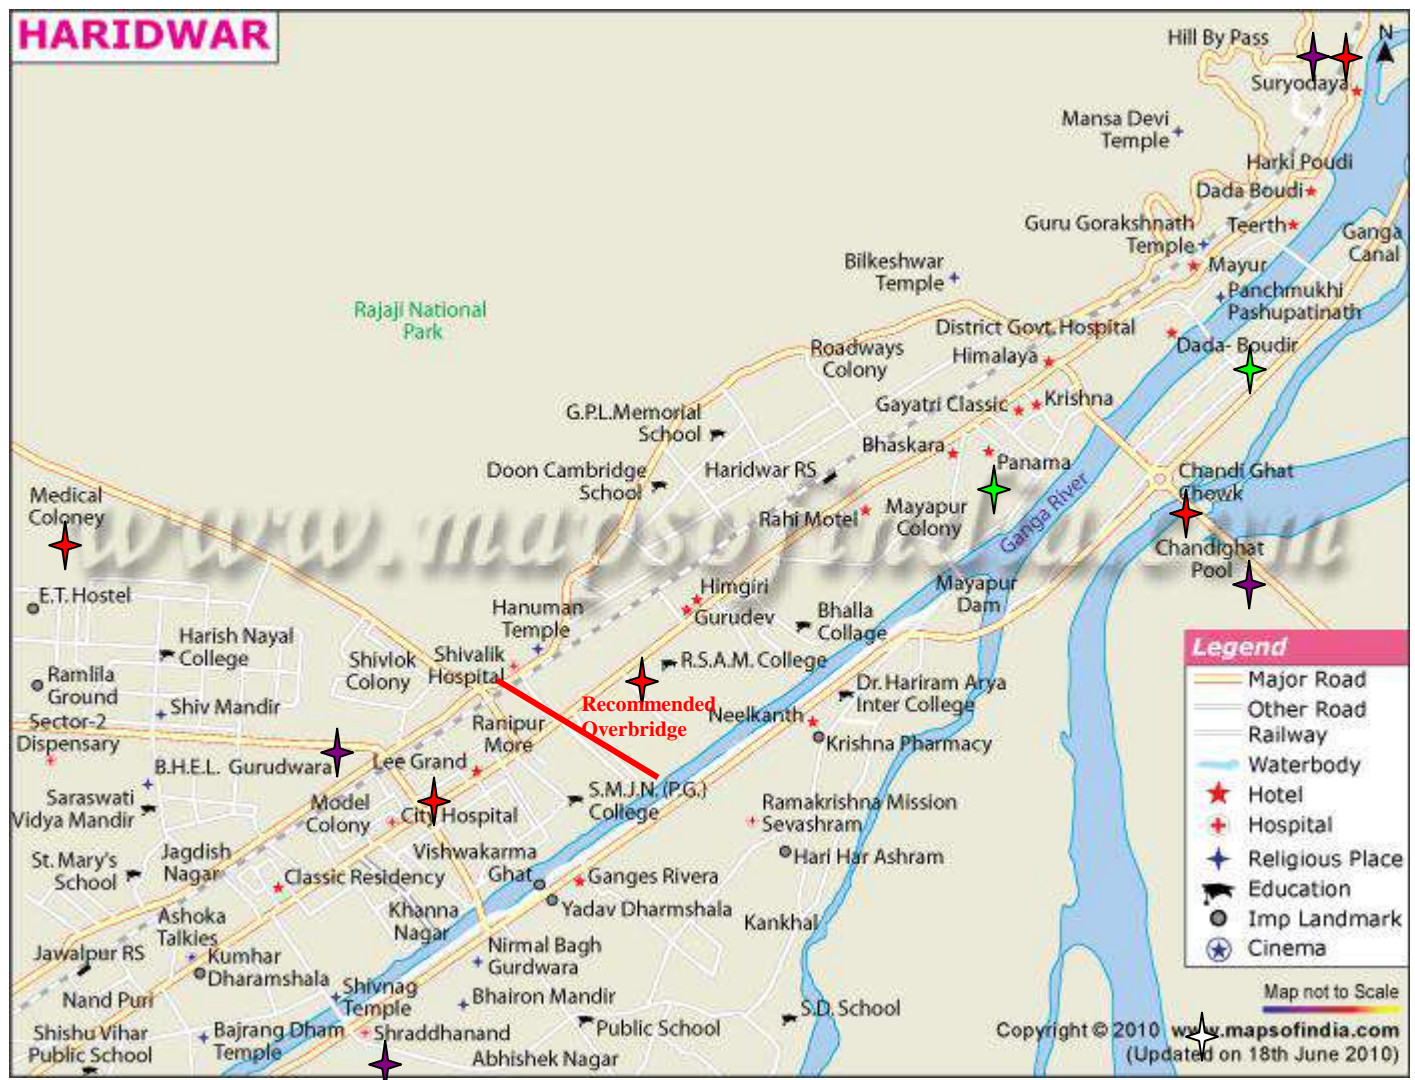 HARIDWAR
Hill By Pass
N
Suryodaya
Mansa Devi
Temple
Harki Poudi
Dada Boudi
Guru Gorakshnath
Temple
Teerth
Ganga
Canal
Bilkeshwar
Temple
Mayur
Panchmukhi
Pashupatinath
Rajaji National
Park
District Govt. Hospital
Dada- Boudir
Roadways
Colony
Himalaya
Gayatri Classic
Krishna
G.P.L.Memorial
School
Bhaskara
Panama
Doon Cambridge
School
Haridwar RS
Chandi Ghat
Chowk
Medical
Coloney
Rahi Motel
Mayapur
Colony
Ganga River
www.mapsofindia.com
Chandighat
Pool
E.T. Hostel
Himgiri
Gurudev
Mayapur
Dam
Hanuman
Temple
Bhalla
Collage
Harish Nayal
College
Shivlok
Colony
Shivalik
Hospital
R.S.A.M. College
Ramlila
Ground
Dr. Hariram Arya
Inter College
Shiv Mandir
Recommended
Overbridge
Neelkanth
Sector-2
Dispensary
Ranipur
More
Krishna Pharmacy
B.H.E.L. Gurudwara
Lee Grand
Saraswati
Vidya Mandir
Model
Colony
City Hospital
S.M.J.N. (P.G.)
College
Ramakrishna Mission
Sevashram
St. Mary's
School
Jagdish
Nagar
Vishwakarma
Ghat
Hari Har Ashram
Classic Residency
Ganges Rivera
Ashoka
Talkies
Khanna
Nagar
Yadav Dharmshala
Kankhal
Jawalpur RS
Kumhar
Dharamshala
Nirmal Bagh
Gurdwara
Nand Puri
Shivnag
Temple
Bhairon Mandir
S.D. School
Shishu Vihar
Public School
Bajrang Dham
Temple
Shraddhanand
Public School
Abhishek Nagar
Legend
Major Road
Other Road
Railway
Waterbody
Hotel
Hospital
Religious Place
Education
Imp Landmark
Cinema
Map not to Scale
Copyright © 2010 www.mapsofindia.com
(Updated on 18th June 2010)